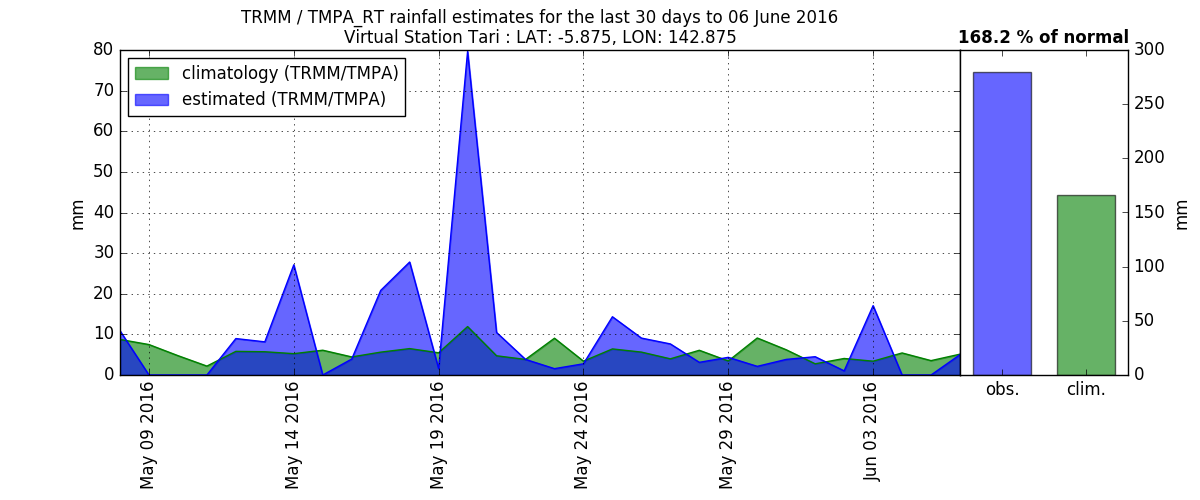 TRMM / TMPA_RT rainfall estimates for the last 30 days to 06 June 2016
Virtual Station Tari : LAT: -5.875, LON: 142.875
168.2 % of normal
climatology (TRMM/TMPA)
estimated (TRMM/TMPA)
80
70
60
50
40
30
20
10
0
mm
May 09 2016
May 14 2016
May 19 2016
May 24 2016
May 29 2016
Jun 03 2016
300
250
200
150
100
50
0
mm
obs.
clim.